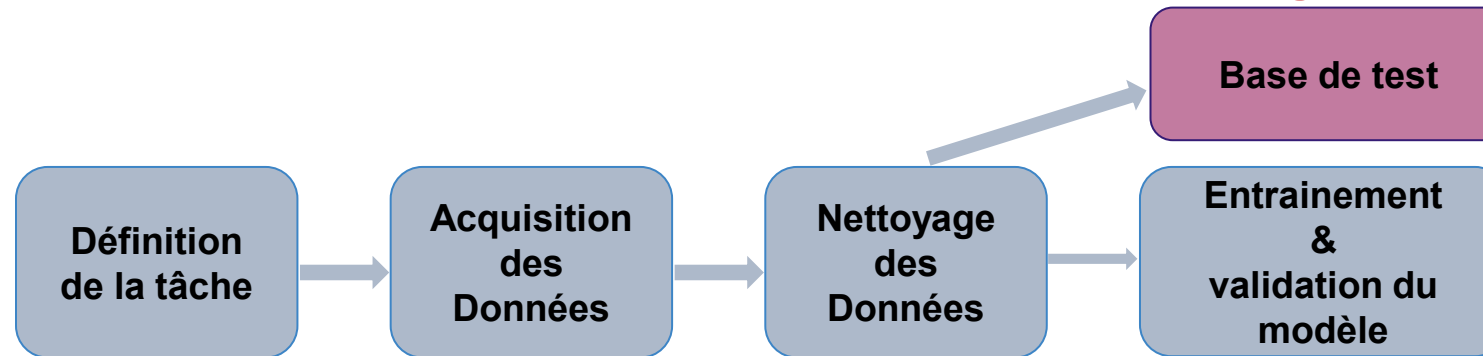 Base de test
Définition
de la tâche
Acquisition
des
Données
Nettoyage
des
Données
Entrainement
&
validation du
modèle